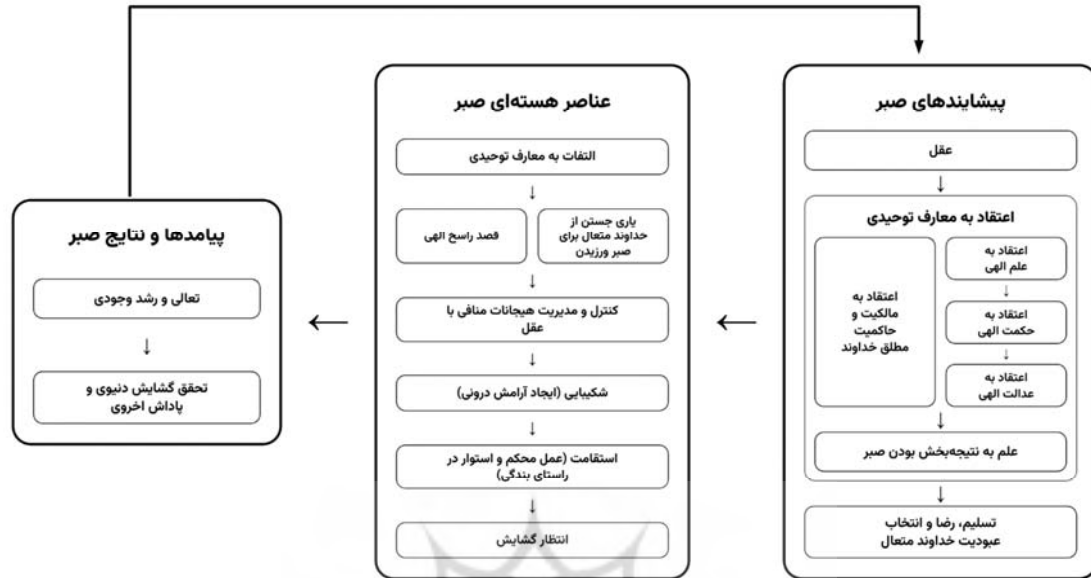 پیشایندهای صبر
عقل
اعتقاد به معارف توحیدی
اعتقاد به
علم الهی
اعتقاد به
حکمت الهی
اعتقاد به
عدالت الهی
اعتقاد به
مالکیت و
حاکمیت
مطلق خداوند
علم به نتیجه‌بخش بودن صبر
تسلیم، رضا و انتخاب
عبودیت خداوند متعال
عناصر هسته‌ای صبر
التفات به معارف توحیدی
یاری جستن از
خداوند متعال برای
صبر ورزیدن
قصد راسخ الهی
کنترل و مدیریت هیجانات منافی با
عقل
شکیبایی (ایجاد آرامش درونی)
استقامت (عمل محکم و استوار در
راستای بندگی)
انتظار گشایش
پیامدها و نتایج صبر
تعالی و رشد وجودی
تحقق گشایش دنیوی و
پاداش اخروی